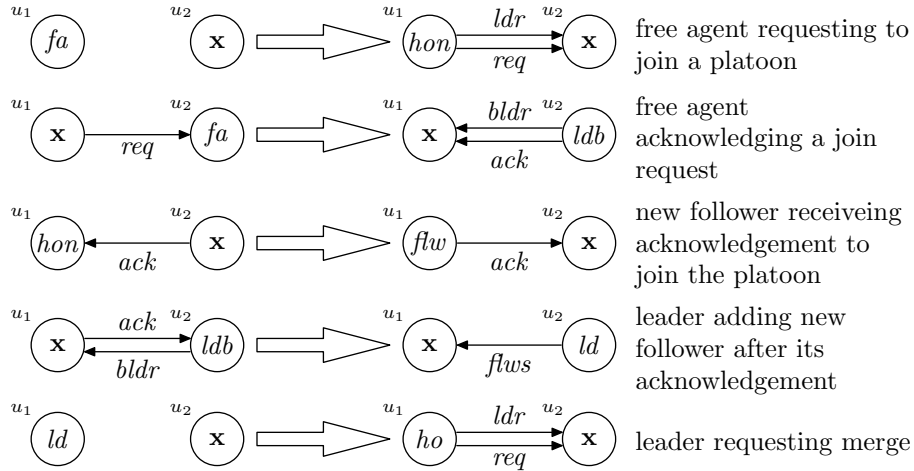 u1 fa u2 x u1 hon ldr req u2 x free agent requesting to
join a platoon
u1 x req u2 fa u1 x bldr ack u2 ldb free agent
acknowledging a join
request
u1 hon ack u2 x u1 flw ack u2 x new follower receiveing
acknowledgement to
join the platoon
u1 x ack bldr u2 ldb u1 x flws u2 ld leader adding new
follower after its
acknowledgement
u1 ld u2 x u1 ho ldr req u2 x leader requesting merge